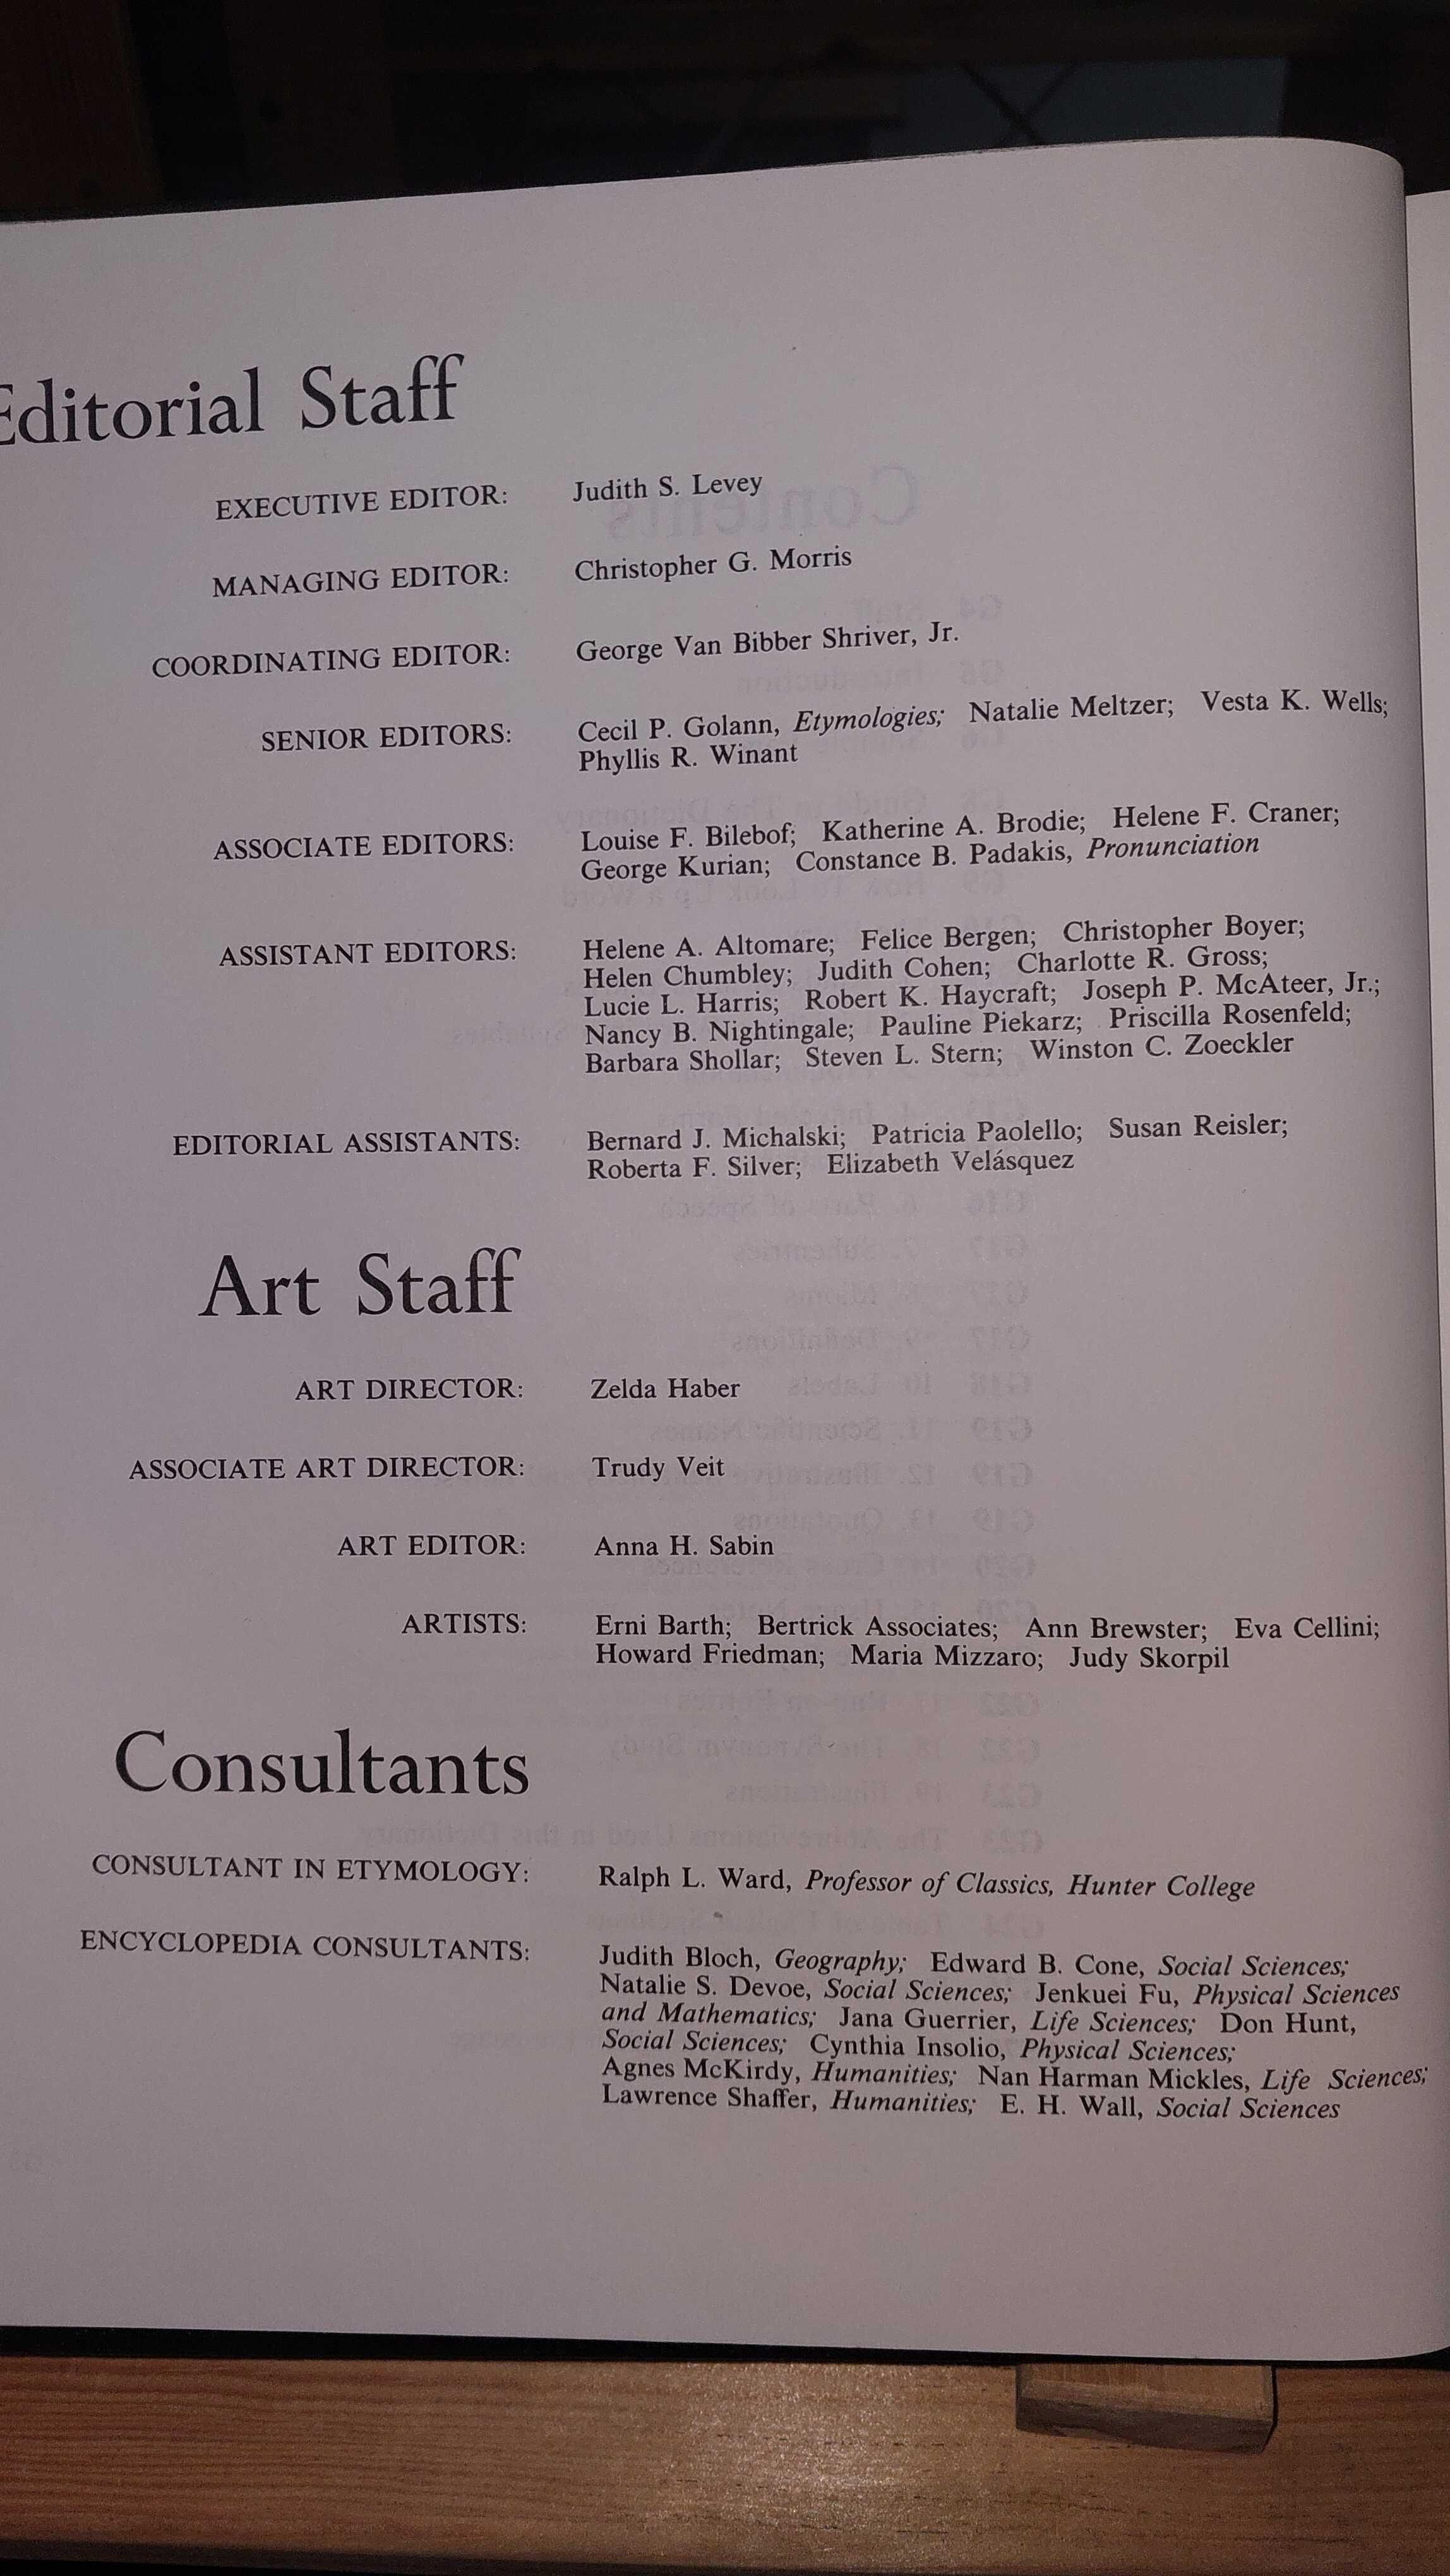 Editorial Staff
EXECUTIVE EDITOR: Judith S. Levey
MANAGING EDITOR: Christopher G. Morris
COORDINATING EDITOR: George Van Bibber Shriver, Jr.
SENIOR EDITORS: Cecil P. Golann, Etymologies; Natalie Meltzer; Vesta K. Wells;
Phyllis R. Winant
ASSOCIATE EDITORS: Louise F. Bilebof; Katherine A. Brodie; Helene F. Craner;
George Kurian; Constance B. Padakis, Pronunciation
ASSISTANT EDITORS: Helene A. Altomare; Felice Bergen; Christopher Boyer;
Helen Chumbley; Judith Cohen; Charlotte R. Gross;
Lucie L. Harris; Robert K. Haycraft; Joseph P. McAteer, Jr.;
Nancy B. Nightingale; Pauline Piekarz; Priscilla Rosenfeld;
Barbara Shollar; Steven L. Stern; Winston C. Zoeckler
EDITORIAL ASSISTANTS: Bernard J. Michalski; Patricia Paolello; Susan Reisler;
Roberta F. Silver; Elizabeth Velásquez
Art Staff
ART DIRECTOR: Zelda Haber
ASSOCIATE ART DIRECTOR: Trudy Veit
ART EDITOR: Anna H. Sabin
ARTISTS: Erni Barth; Bertrick Associates; Ann Brewster; Eva Cellini;
Howard Friedman; Maria Mizzaro; Judy Skorpil
Consultants
CONSULTANT IN ETYMOLOGY: Ralph L. Ward, Professor of Classics, Hunter College
ENCYCLOPEDIA CONSULTANTS: Judith Bloch, Geography; Edward B. Cone, Social Sciences;
Natalie S. Devoe, Social Sciences; Jenkuei Fu, Physical Sciences
and Mathematics; Jana Guerrier, Life Sciences; Don Hunt,
Social Sciences; Cynthia Insolio, Physical Sciences;
Agnes McKirdy, Humanities; Nan Harman Mickles, Life Sciences;
Lawrence Shaffer, Humanities; E. H. Wall, Social Sciences